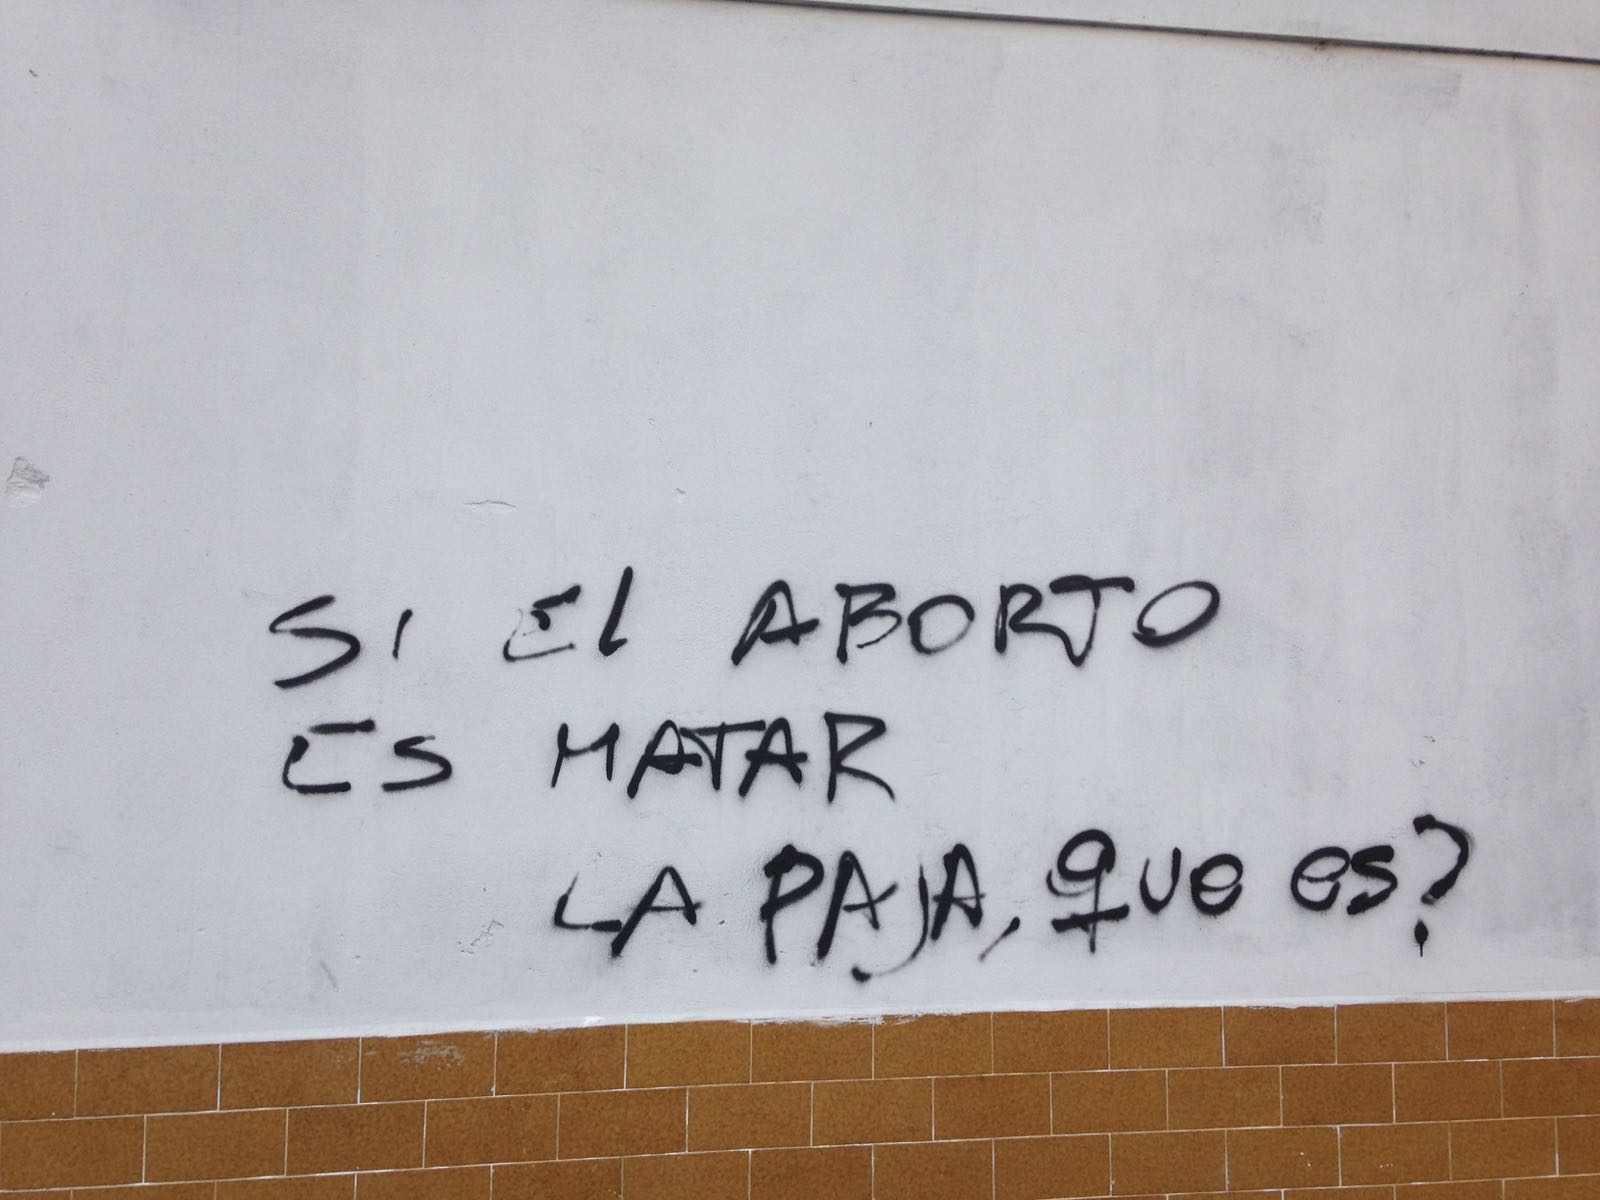 SI El ABORTO
ES MATAR
LA PAJA, que es?